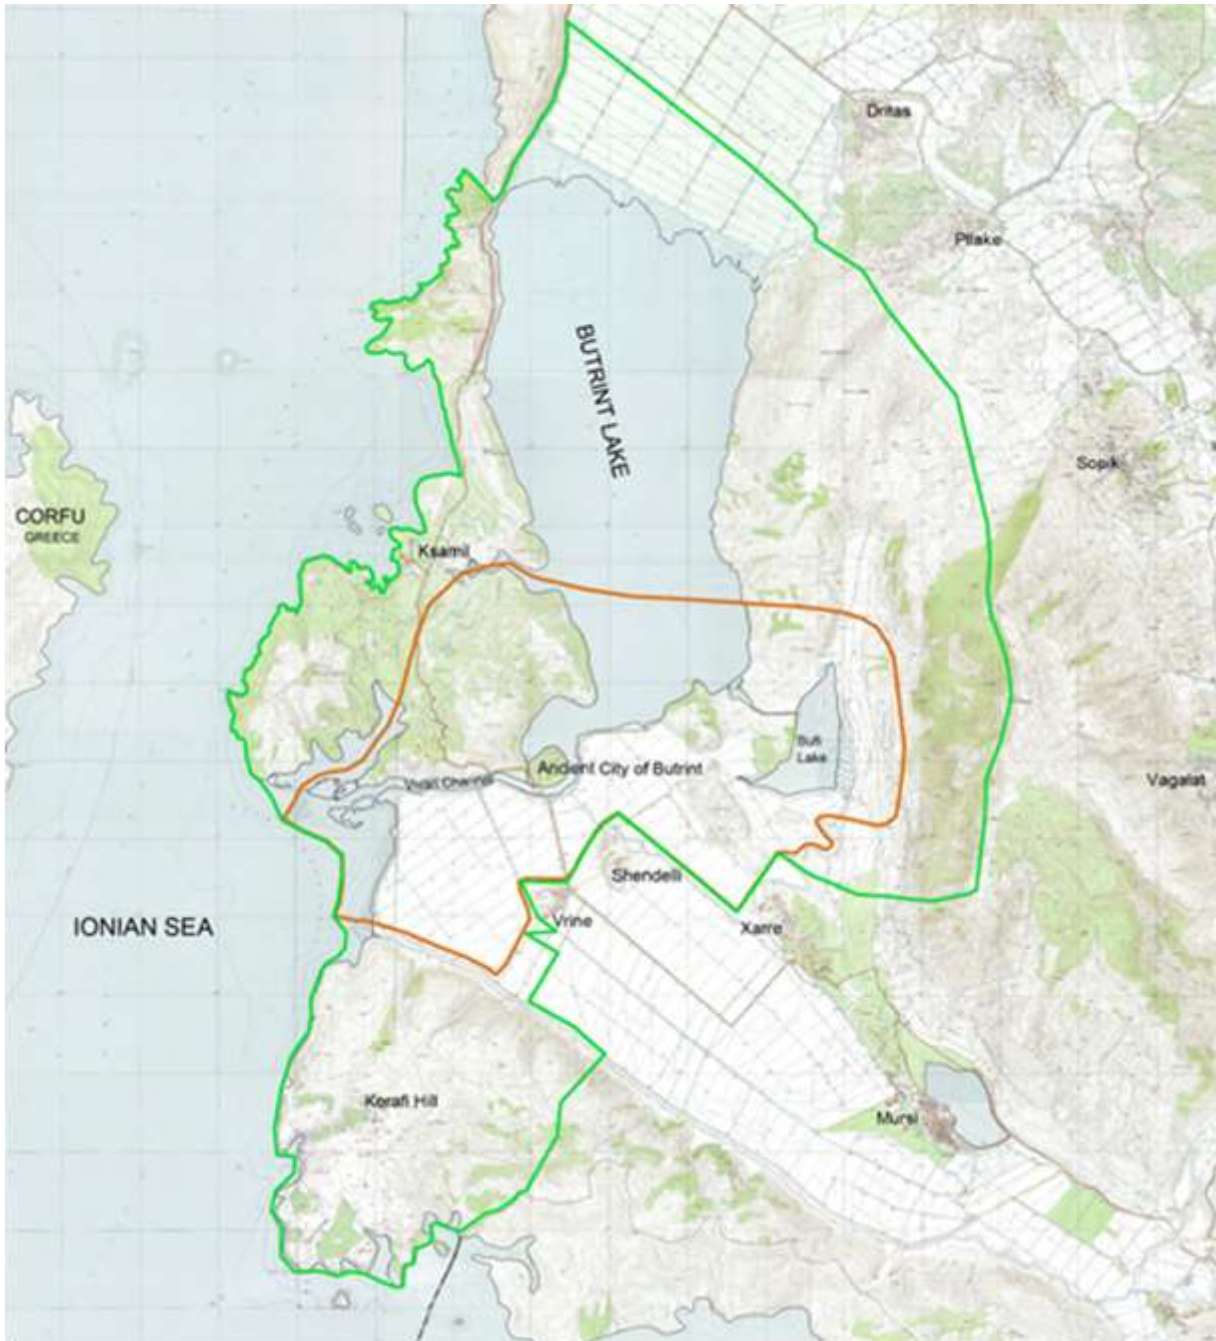 Dritas
Pllake
BUTRINT LAKE
Sopik
CORFU
GREECE
Ksamil
Bufi
Lake
Ancient City of Butrint
Vivari Channel
Vagalat
Shendelli
Vrine
Xarre
IONIAN SEA
Korafi Hill
Mursi